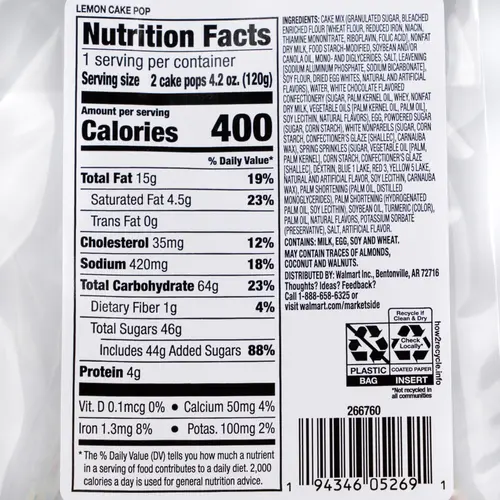 LEMON CAKE POP
Nutrition Facts
1 serving per container
Serving size 2 cake pops 4.2 oz. (120g)
Amount per serving
Calories 400
% Daily Value*
Total Fat 15g 19%
Saturated Fat 4.5g 23%
Trans Fat 0g
Cholesterol 35mg 12%
Sodium 420mg 18%
Total Carbohydrate 64g 23%
Dietary Fiber 1g 4%
Total Sugars 46g
Includes 44g Added Sugars 88%
Protein 4g
Vit. D 0.1mcg 0% • Calcium 50mg 4%
Iron 1.3mg 8% • Potas. 100mg 2%
*The % Daily Value (DV) tells you how much a nutrient
in a serving of food contributes to a daily diet. 2,000
calories a day is used for general nutrition advice.
INGREDIENTS: CAKE MIX (GRANULATED SUGAR, BLEACHED
ENRICHED FLOUR [WHEAT FLOUR, REDUCED IRON, NIACIN,
THIAMINE MONONITRATE, RIBOFLAVIN, FOLIC ACID], NONFAT
DRY MILK, FOOD STARCH-MODIFIED, SOYBEAN AND/OR
CANOLA OIL, MONO- AND DIGLYCERIDES, SALT, LEAVENING
[SODIUM ALUMINUM PHOSPHATE, SODIUM BICARBONATE],
SOY FLOUR, DRIED EGG WHITES, NATURAL AND ARTIFICIAL
FLAVORS), WATER, WHITE CHOCOLATE FLAVORED
CONFECTIONERY (SUGAR, PALM KERNEL OIL, WHEY, NONFAT
DRY MILK, VEGETABLE OILS [PALM KERNEL OIL, PALM OIL],
SOY LECITHIN, NATURAL FLAVORS), EGG, POWDERED SUGAR
(SUGAR, CORN STARCH), WHITE NONPAREILS (SUGAR, CORN
STARCH, CONFECTIONER'S GLAZE [SHELLAC], CARNAUBA
WAX), SPRING SPRINKLES (SUGAR, VEGETABLE OIL [PALM,
PALM KERNEL], CORN STARCH, CONFECTIONER'S GLAZE
[SHELLAC], DEXTRIN, BLUE 1 LAKE, RED 3, YELLOW 5 LAKE,
NATURAL AND ARTIFICIAL FLAVOR, SOY LECITHIN, CARNAUBA
WAX), PALM SHORTENING (PALM OIL, DISTILLED
MONOGLYCERIDES), PALM SHORTENING (HYDROGENATED
PALM OIL, SOY LECITHIN), SOYBEAN OIL, TURMERIC (COLOR),
PALM OIL, NATURAL FLAVORS, POTASSIUM SORBATE
(PRESERVATIVE), SALT, ARTIFICIAL FLAVOR.
CONTAINS: MILK, EGG, SOY AND WHEAT.
MAY CONTAIN TRACES OF ALMONDS,
COCONUT AND WALNUTS.
DISTRIBUTED BY: Walmart Inc., Bentonville, AR 72716
Thoughts? Ideas? Feedback?
Call 1-888-658-6325 or
visit walmart.com/marketside
Recycle if
Clean & Dry
Check
Locally*
PLASTIC
BAG
COATED PAPER
INSERT
*Not recycled in
all communities
how2recycle.info
266760
1 94346 05269 1